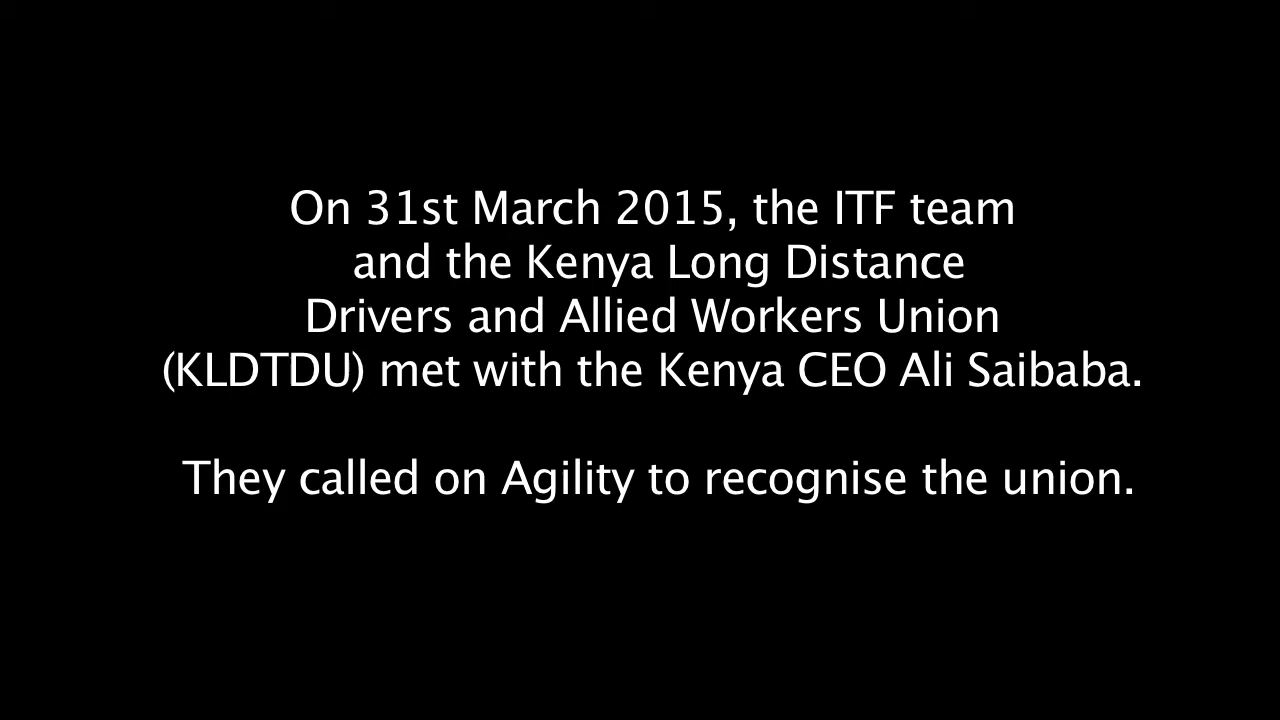 On 31st March 2015, the ITF team
and the Kenya Long Distance
Drivers and Allied Workers Union
(KLDTDU) met with the Kenya CEO Ali Saibaba.
They called on Agility to recognise the union.